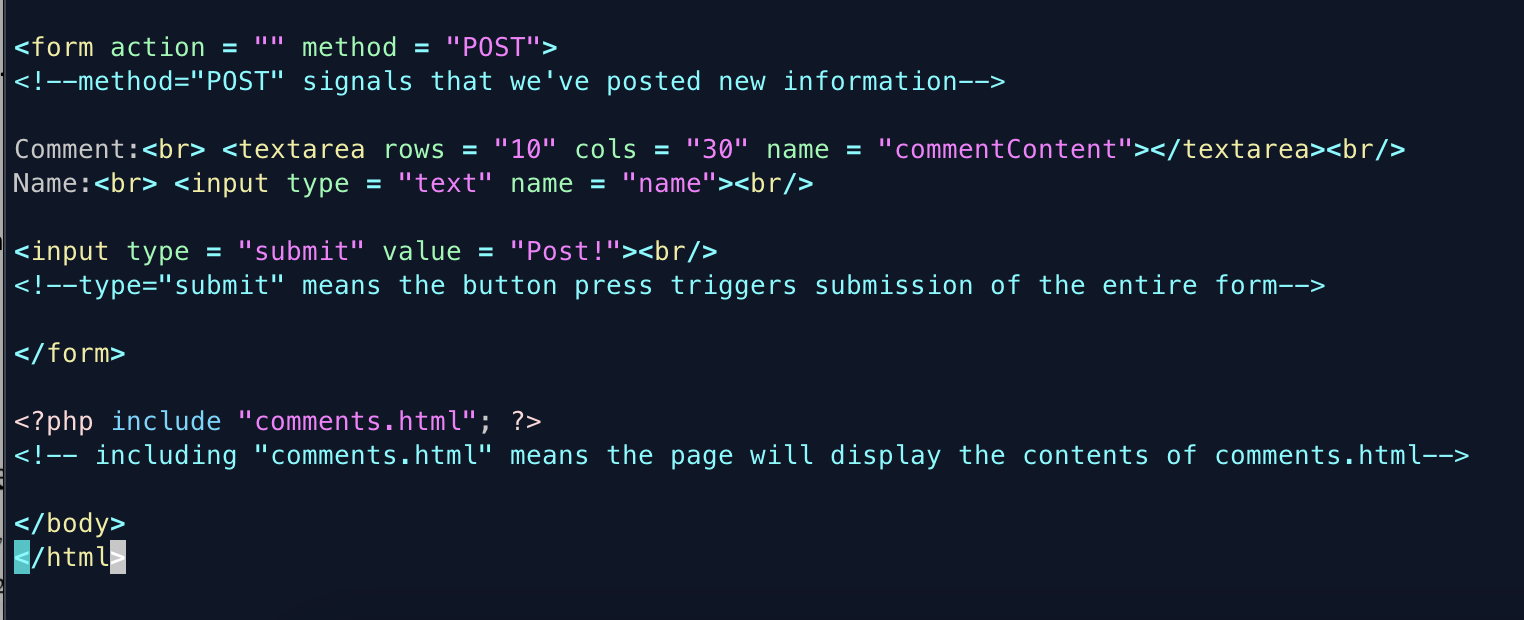 <form action = "" method = "POST">
<!--method="POST" signals that we've posted new information-->
Comment:<br> <textarea rows = "10" cols = "30" name = "commentContent"></textarea><br/>
Name:<br> <input type = "text" name = "name"><br/>
<input type = "submit" value = "Post!"><br/>
<!--type="submit" means the button press triggers submission of the entire form-->
</form>
<?php include "comments.html"; ?>
<!-- including "comments.html" means the page will display the contents of comments.html-->
</body>
</html>